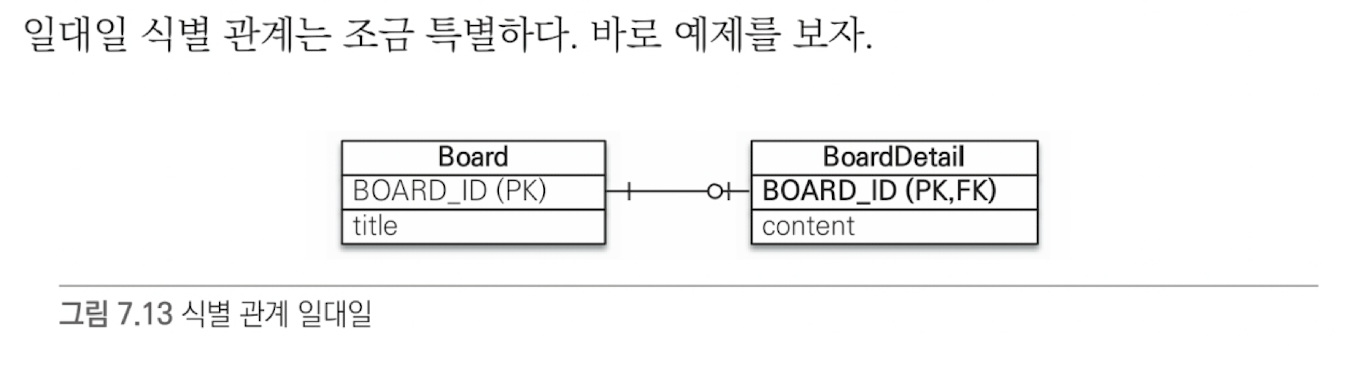 일대일 식별 관계는 조금 특별하다. 바로 예제를 보자.
Board
BOARD_ID (PK)
title
BoardDetail
BOARD_ID (PK,FK)
content
그림 7.13 식별 관계 일대일